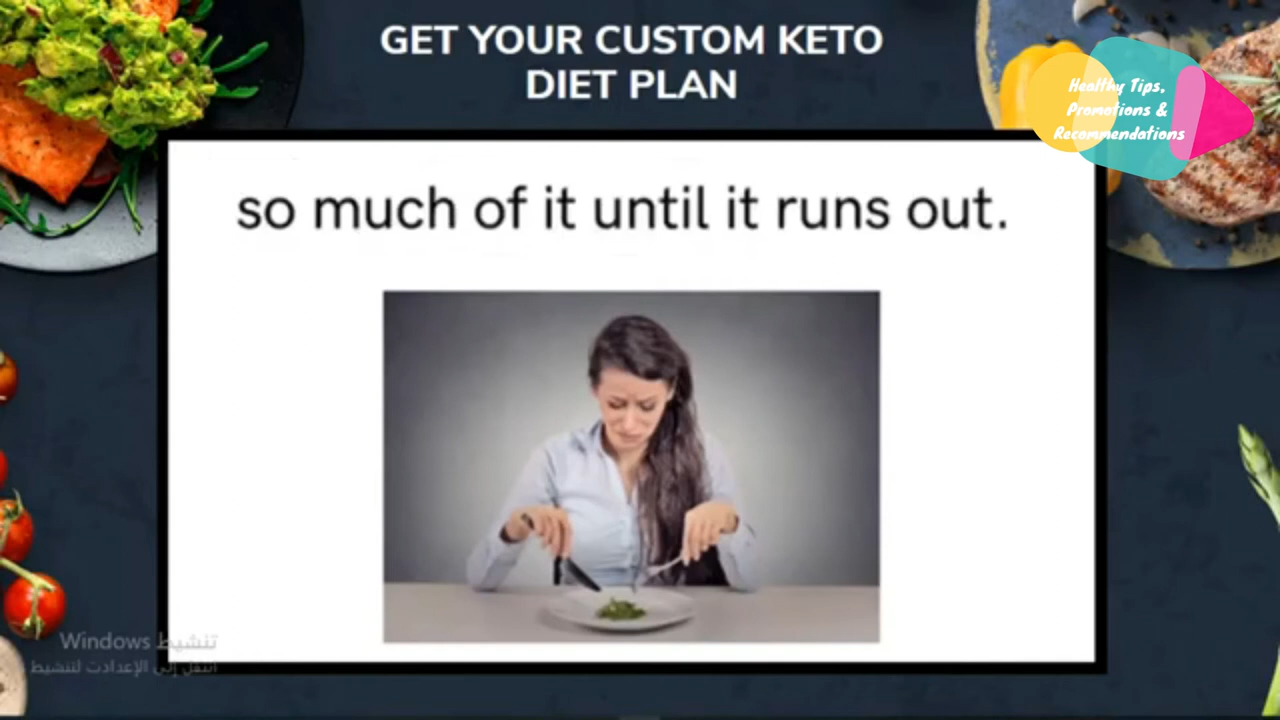 GET YOUR CUSTOM KETO
DIET PLAN
Healthy Tips,
Promotions &
Recommendations
so much of it until it runs out.
تنشيط Windows
انتقل إلى الإعدادت لتنشيط